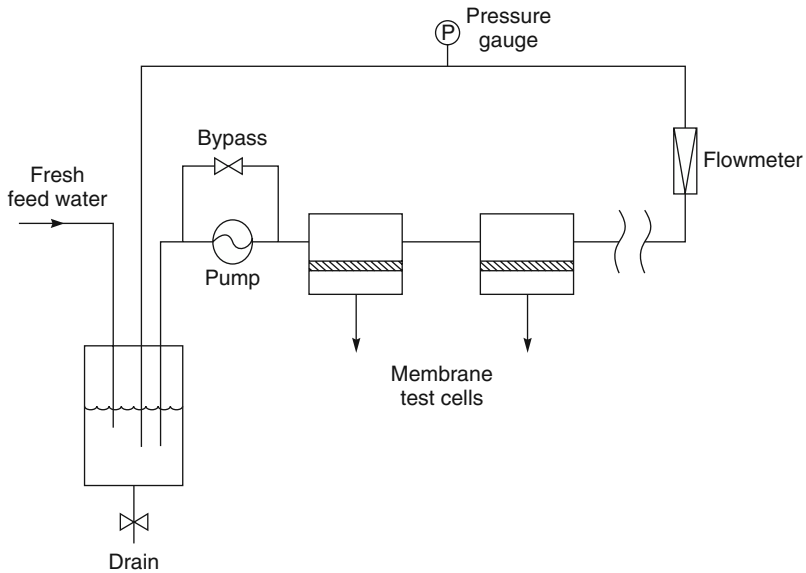 P
Pressure
gauge
Bypass
Flowmeter
Fresh
feed water
Pump
Membrane
test cells
Drain